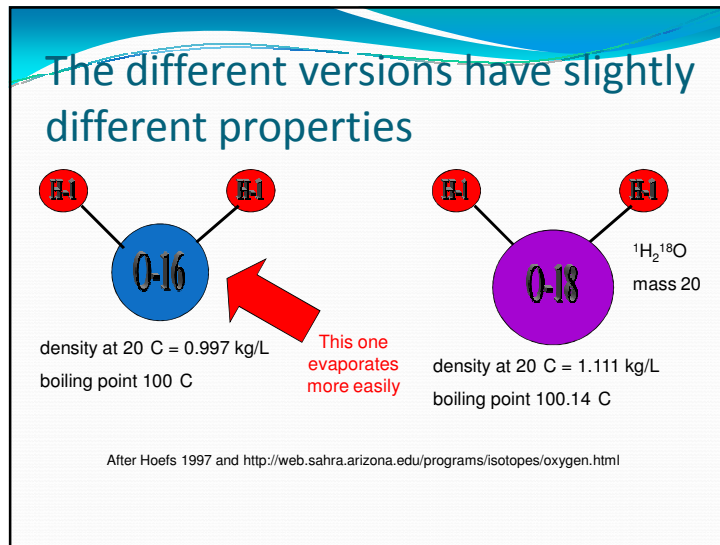 The different versions have slightly
different properties
H-1
H-1
O-16
density at 20 C = 0.997 kg/L
boiling point 100 C
This one
evaporates
more easily
H-1
H-1
O-18
¹H₂¹⁸O
mass 20
density at 20 C = 1.111 kg/L
boiling point 100.14 C
After Hoefs 1997 and http://web.sahra.arizona.edu/programs/isotopes/oxygen.html